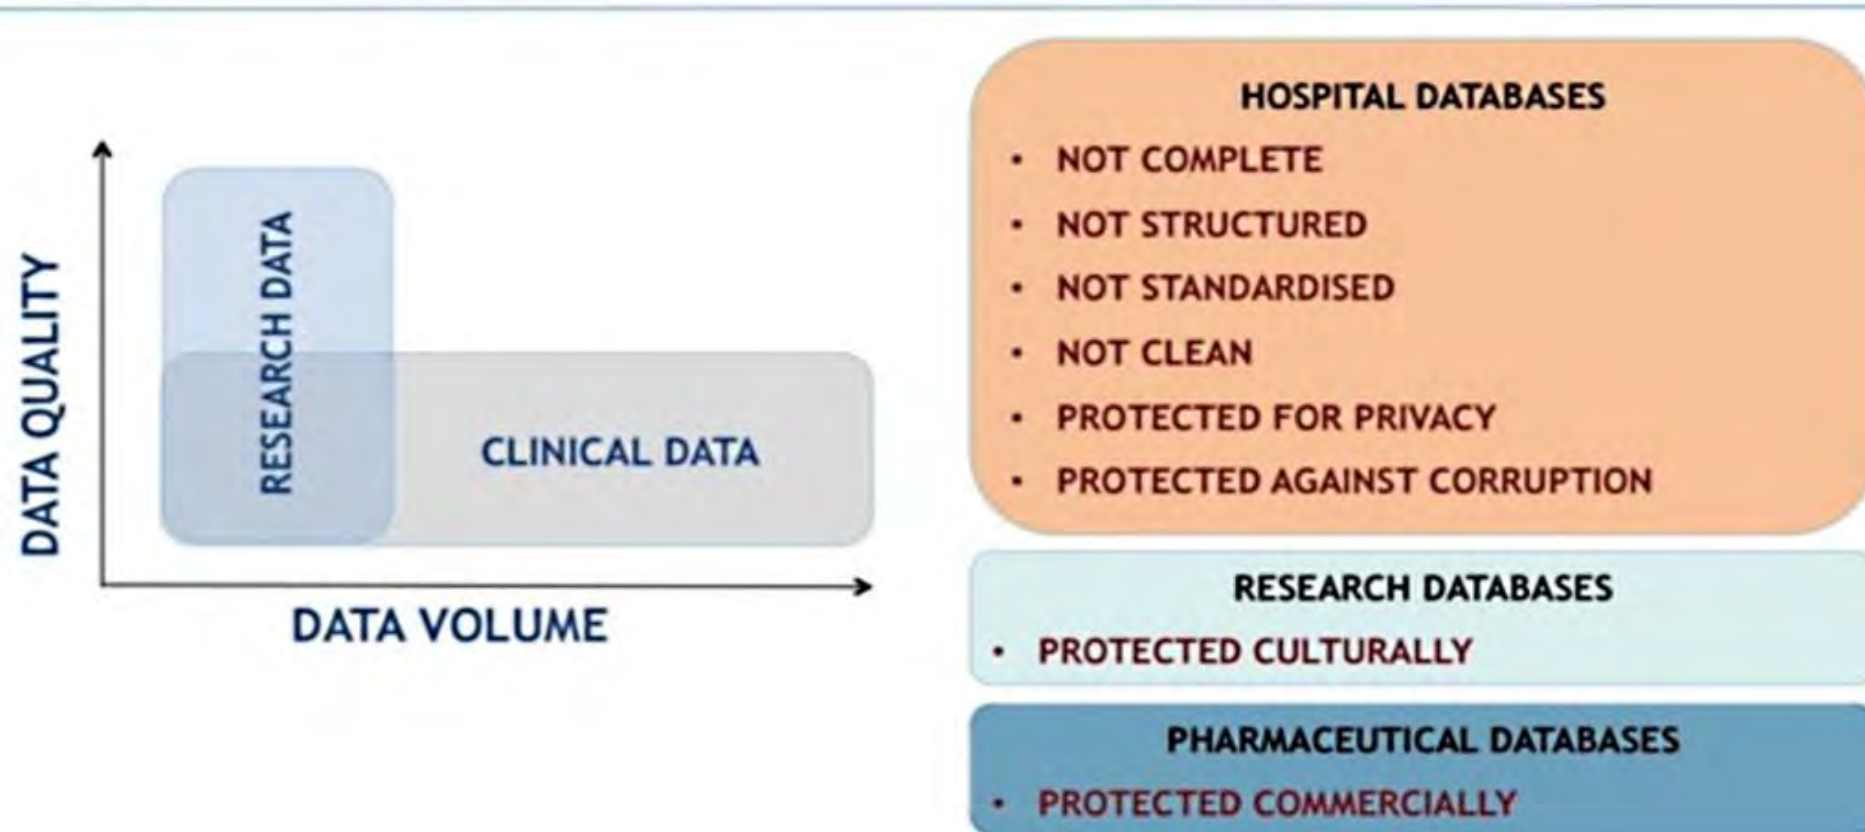 DATA QUALITY
RESEARCH DATA
CLINICAL DATA
DATA VOLUME
HOSPITAL DATABASES
• NOT COMPLETE
• NOT STRUCTURED
• NOT STANDARDISED
• NOT CLEAN
• PROTECTED FOR PRIVACY
• PROTECTED AGAINST CORRUPTION
RESEARCH DATABASES
• PROTECTED CULTURALLY
PHARMACEUTICAL DATABASES
• PROTECTED COMMERCIALLY